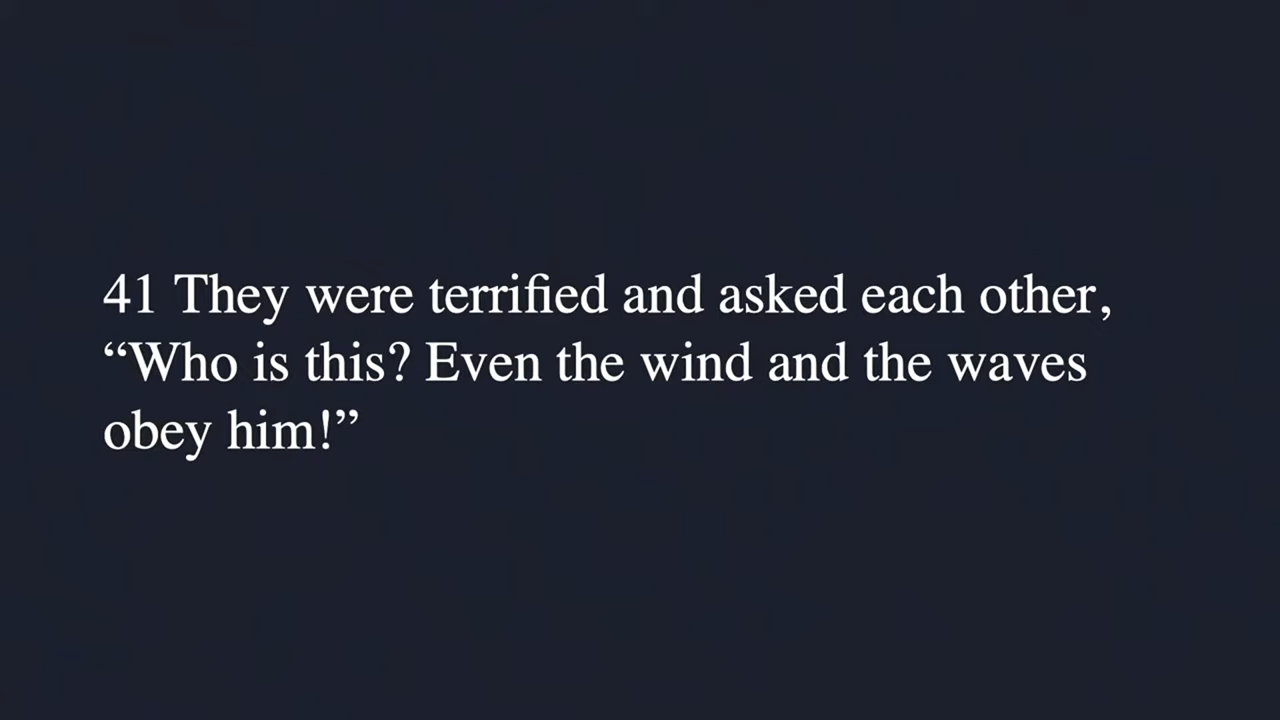 41 They were terrified and asked each other,
“Who is this? Even the wind and the waves
obey him!”